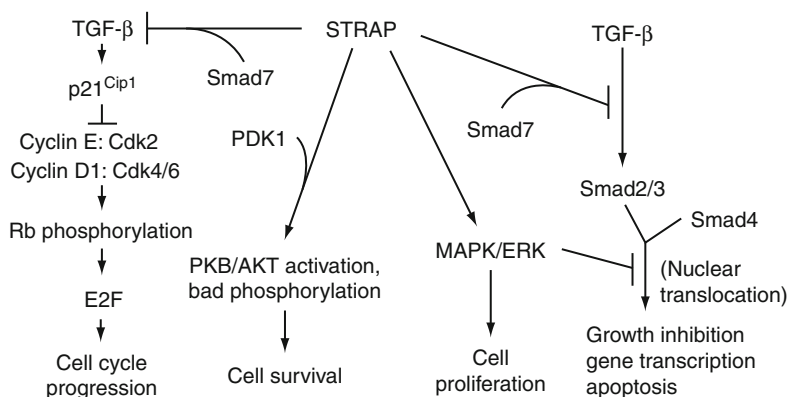 TGF-β
STRAP
TGF-β
Smad7
p21Cip1
Smad7
PDK1
Cyclin E: Cdk2
Cyclin D1: Cdk4/6
Smad2/3
Smad4
Rb phosphorylation
MAPK/ERK
PKB/AKT activation,
bad phosphorylation
(Nuclear
translocation)
E2F
Growth inhibition
gene transcription
apoptosis
Cell cycle
progression
Cell survival
Cell
proliferation